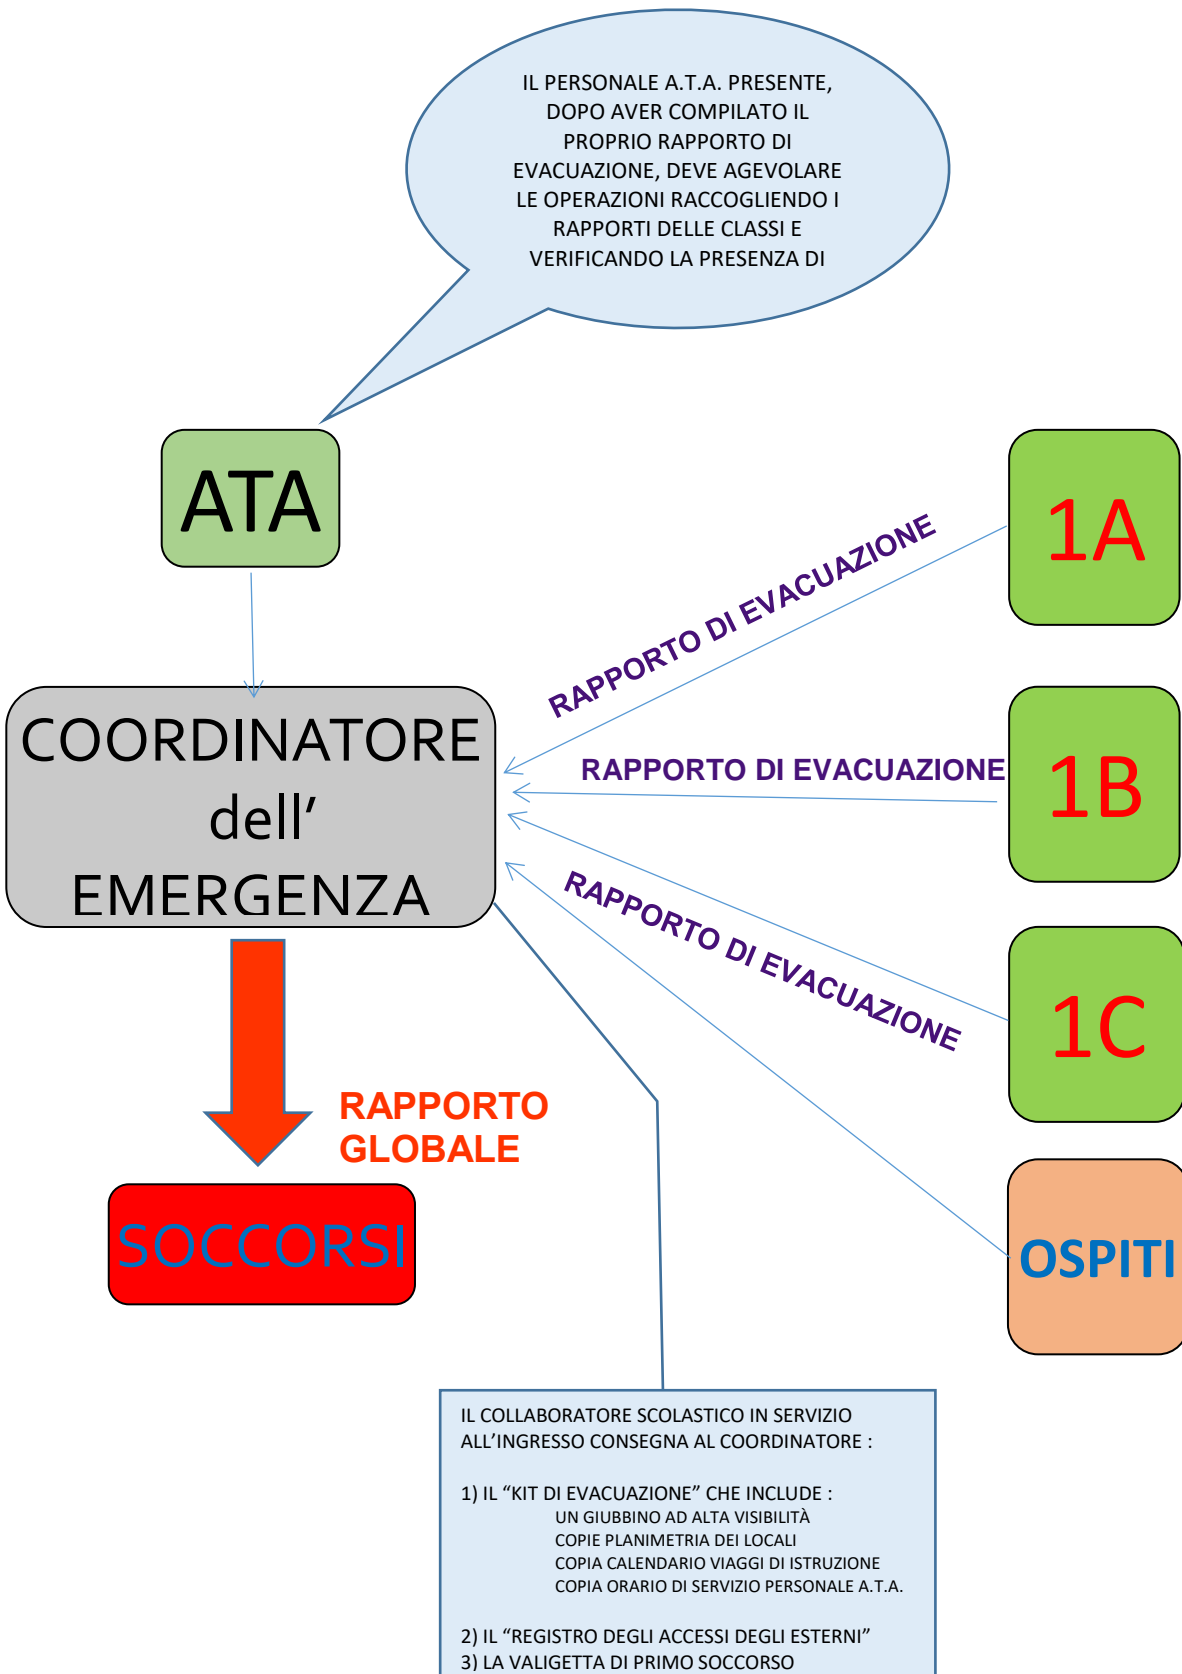 IL PERSONALE A.T.A. PRESENTE,
DOPO AVER COMPILATO IL
PROPRIO RAPPORTO DI
EVACUAZIONE, DEVE AGEVOLARE
LE OPERAZIONI RACCOGLIENDO I
RAPPORTI DELLE CLASSI E
VERIFICANDO LA PRESENZA DI
ATA
1A
RAPPORTO DI EVACUAZIONE
COORDINATORE
dell’
EMERGENZA
RAPPORTO DI EVACUAZIONE
1B
RAPPORTO DI EVACUAZIONE
1C
RAPPORTO
GLOBALE
SOCCORSI
OSPITI
IL COLLABORATORE SCOLASTICO IN SERVIZIO
ALL’INGRESSO CONSEGNA AL COORDINATORE :
1) IL “KIT DI EVACUAZIONE” CHE INCLUDE :
UN GIUBBINO AD ALTA VISIBILITÀ
COPIE PLANIMETRIA DEI LOCALI
COPIA CALENDARIO VIAGGI DI ISTRUZIONE
COPIA ORARIO DI SERVIZIO PERSONALE A.T.A.
2) IL “REGISTRO DEGLI ACCESSI DEGLI ESTERNI”
3) LA VALIGETTA DI PRIMO SOCCORSO